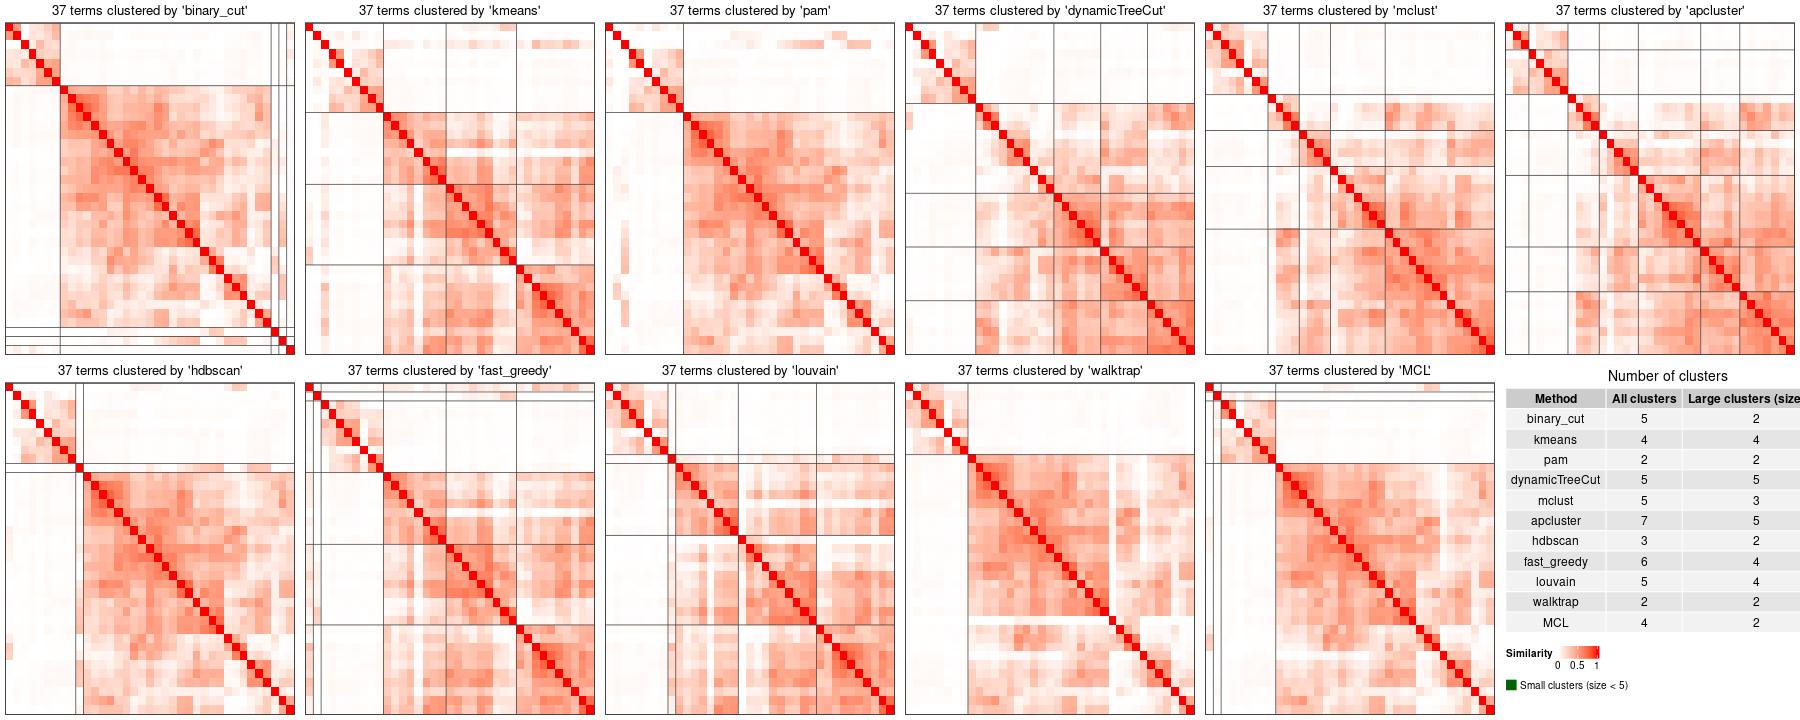 37 terms clustered by 'binary_cut'
37 terms clustered by 'kmeans'
37 terms clustered by 'pam'
37 terms clustered by 'dynamicTreeCut'
37 terms clustered by 'mclust'
37 terms clustered by 'apcluster'
37 terms clustered by 'hdbscan'
37 terms clustered by 'fast_greedy'
37 terms clustered by 'louvain'
37 terms clustered by 'walktrap'
37 terms clustered by 'MCL'
Number of clusters
Method All clusters Large clusters (size
binary_cut 5 2
kmeans 4 4
pam 2 2
dynamicTreeCut 5 5
mclust 5 3
apcluster 7 5
hdbscan 3 2
fast_greedy 6 4
louvain 5 4
walktrap 2 2
MCL 4 2
Similarity
0 0.5 1
Small clusters (size < 5)